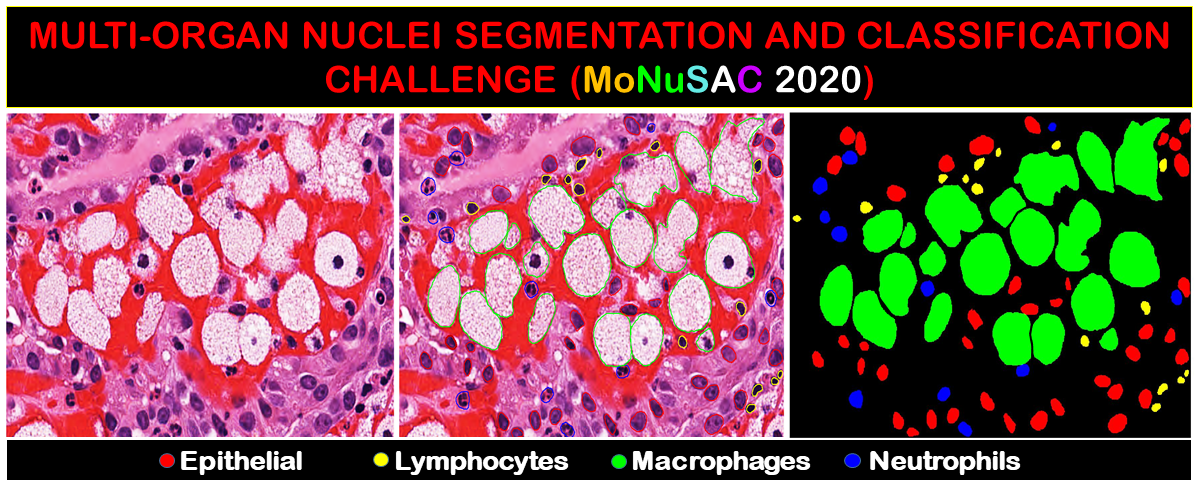 MULTI-ORGAN NUCLEI SEGMENTATION AND CLASSIFICATION
CHALLENGE (MoNuSAC 2020)
Epithelial Lymphocytes Macrophages Neutrophils